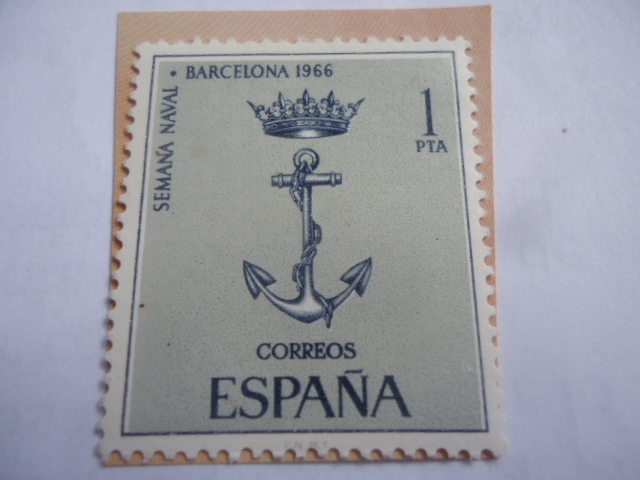 SEMANA NAVAL • BARCELONA 1966
1
PTA
CORREOS
ESPAÑA
F.N.M.T.